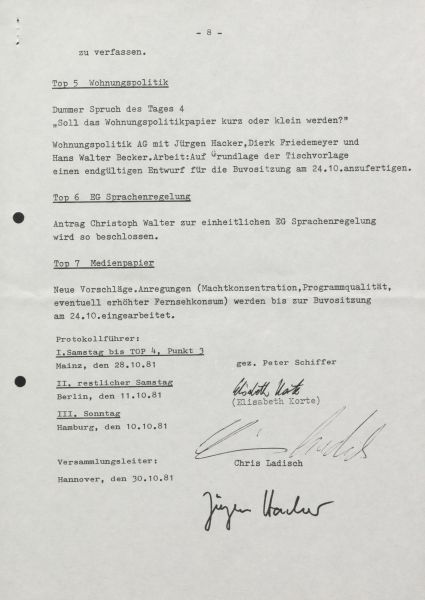 - 8 -
zu verfassen.
Top 5 Wohnungspolitik
Dummer Spruch des Tages 4
„Soll das Wohnungspolitikpapier kurz oder klein werden?"
Wohnungspolitik AG mit Jürgen Hacker,Dierk Friedemeyer und
Hans Walter Becker.Arbeit:Auf Grundlage der Tischvorlage
einen endgültigen Entwurf für die Buvositzung am 24.10.anzufertigen.
Top 6 EG Sprachenregelung
Antrag Christoph Walter zur einheitlichen EG Sprachenregelung
wird so beschlossen.
Top 7 Medienpapier
Neue Vorschläge.Anregungen (Machtkonzentration,Programmqualität,
eventuell erhöhter Fernsehkonsum) werden bis zur Buvositzung
am 24.10.eingearbeitet.
Protokollführer:
I.Samstag bis TOP 4, Punkt 3
Mainz, den 28.10.81 gez. Peter Schiffer
II. restlicher Samstag Elisabeth Korte
Berlin, den 11.10.81 (Elisabeth Korte)
III. Sonntag
Hamburg, den 10.10.81
Chris Ladisch
Versammlungsleiter: Chris Ladisch
Hannover, den 30.10.81
Jürgen Hacker